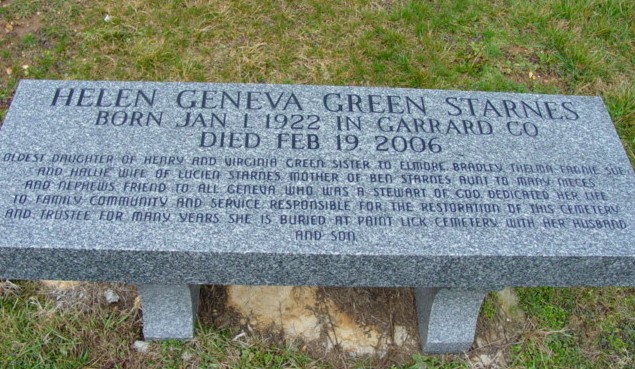 HELEN GENEVA GREEN STARNES
BORN JAN 1, 1922 IN GARRARD CO
DIED FEB 19, 2006
OLDEST DAUGHTER OF HENRY AND VIRGINIA GREEN SISTER TO ELMORE, BRADLEY, THELMA FANNIE SUE
AND HALLIE WIFE OF LUCIEN STARNES MOTHER OF BEN STARNES AUNT TO MANY NIECES
AND NEPHEWS FRIEND TO ALL GENEVA WHO WAS A STEWART OF GOD, DEDICATED HER LIFE
TO FAMILY COMMUNITY AND SERVICE. RESPONSIBLE FOR THE RESTORATION OF THIS CEMETERY
AND TRUSTEE FOR MANY YEARS SHE IS BURIED AT PAINT LICK CEMETERY WITH HER HUSBAND
AND SON